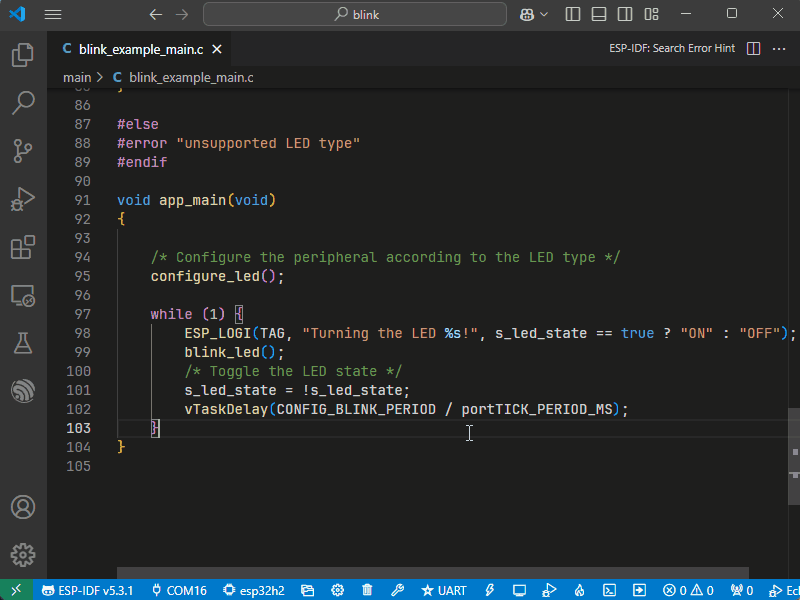 blink
blink_example_main.c
ESP-IDF: Search Error Hint
main > C blink_example_main.c
86
87 #else
88 #error "unsupported LED type"
89 #endif
90
91 void app_main(void)
92 {
93
94 /* Configure the peripheral according to the LED type */
95 configure_led();
96
97 while (1) {
98 ESP_LOGI(TAG, "Turning the LED %s!", s_led_state == true ? "ON" : "OFF");
99 blink_led();
100 /* Toggle the LED state */
101 s_led_state = !s_led_state;
102 vTaskDelay(CONFIG_BLINK_PERIOD / portTICK_PERIOD_MS);
103 }
104 }
105
ESP-IDF v5.3.1 COM16 esp32h2 UART 0 0 0 Ecl